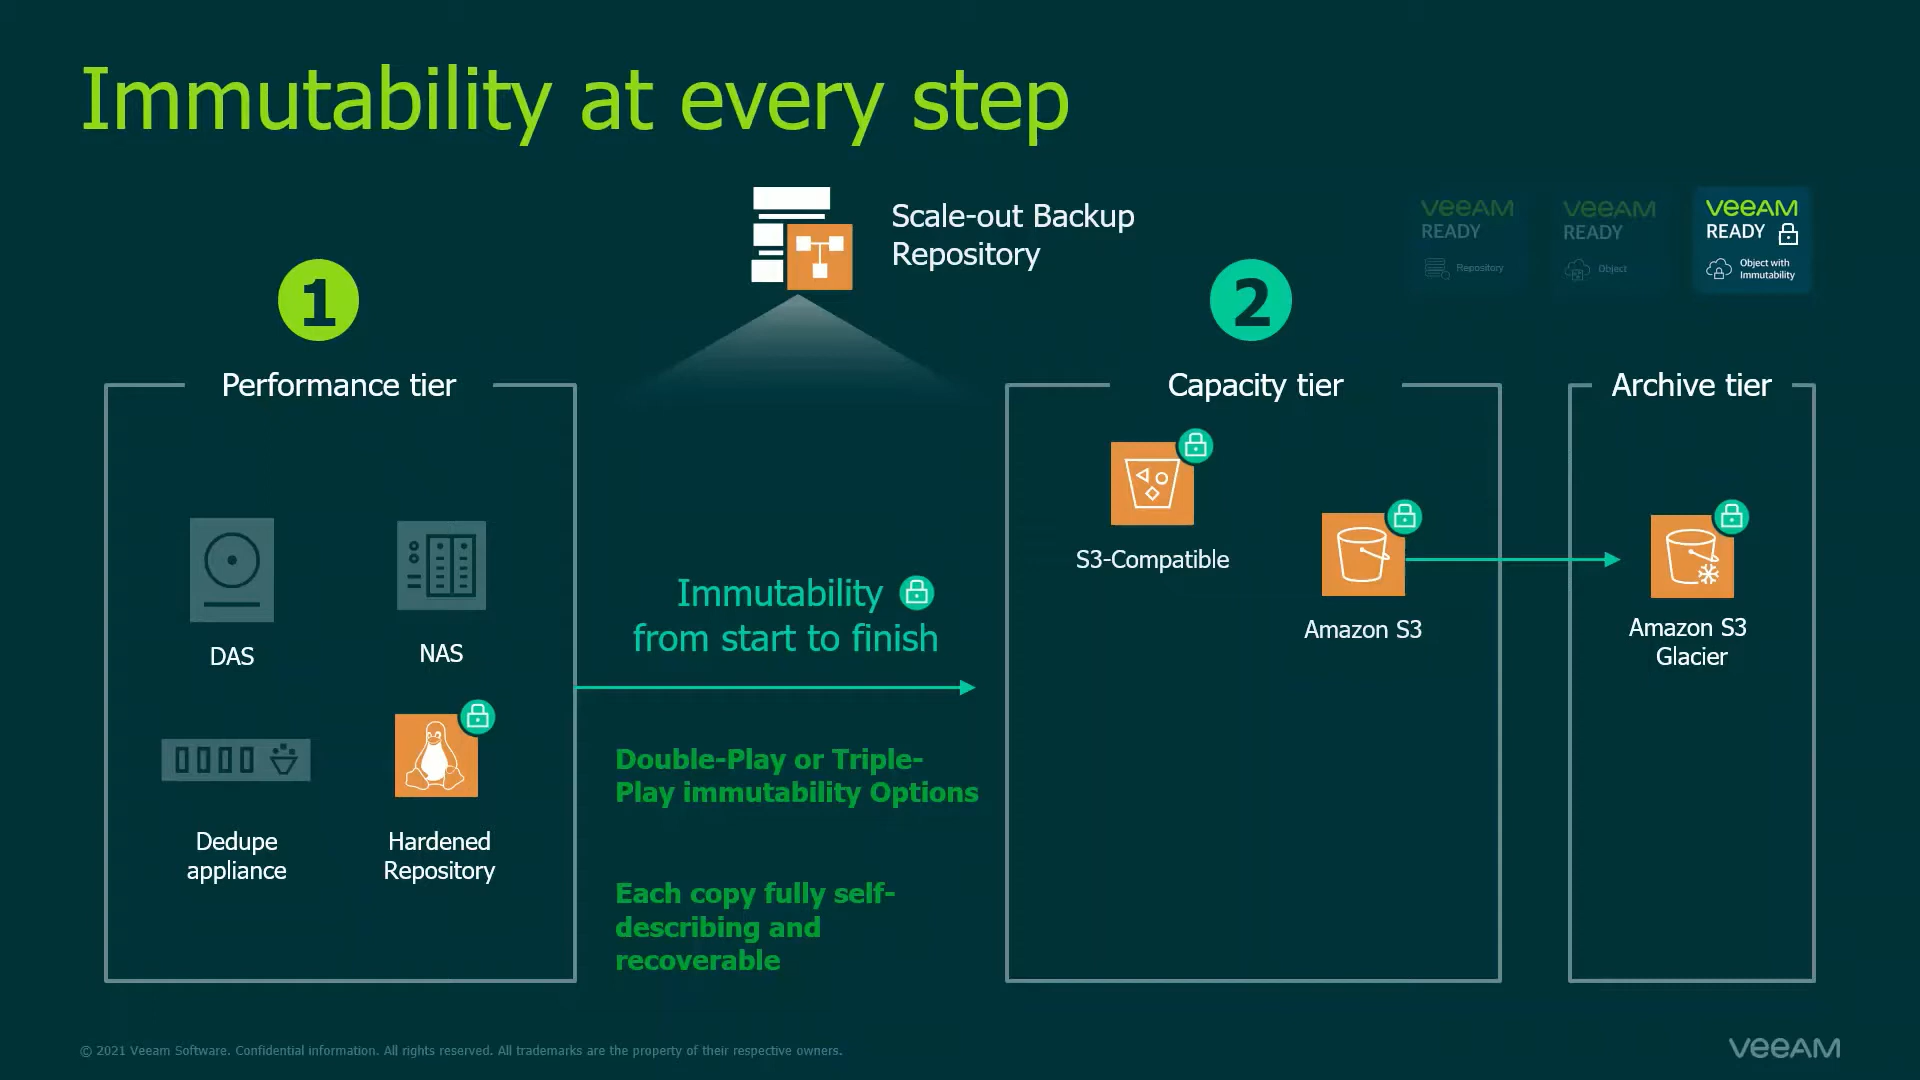 Immutability at every step
Scale-out Backup
Repository
VeeAM
READY
Repository
VeeAM
READY
Object
VeeAM
READY
Object with
Immutability
1
2
Performance tier
Capacity tier
Archive tier
DAS
NAS
Dedupe
appliance
Hardened
Repository
Immutability
from start to finish
Double-Play or Triple-
Play immutability Options
Each copy fully self-
describing and
recoverable
S3-Compatible
Amazon S3
Amazon S3
Glacier
© 2021 Veeam Software. Confidential information. All rights reserved. All trademarks are the property of their respective owners.
VeeAM